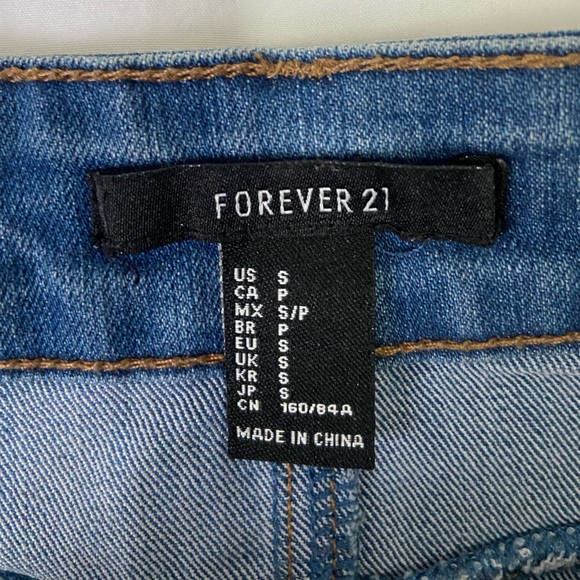 FOREVER 21
US S
CA P
MX S/P
BR P
EU S
UK S
KR S
JP S
CN 160/84A
MADE IN CHINA